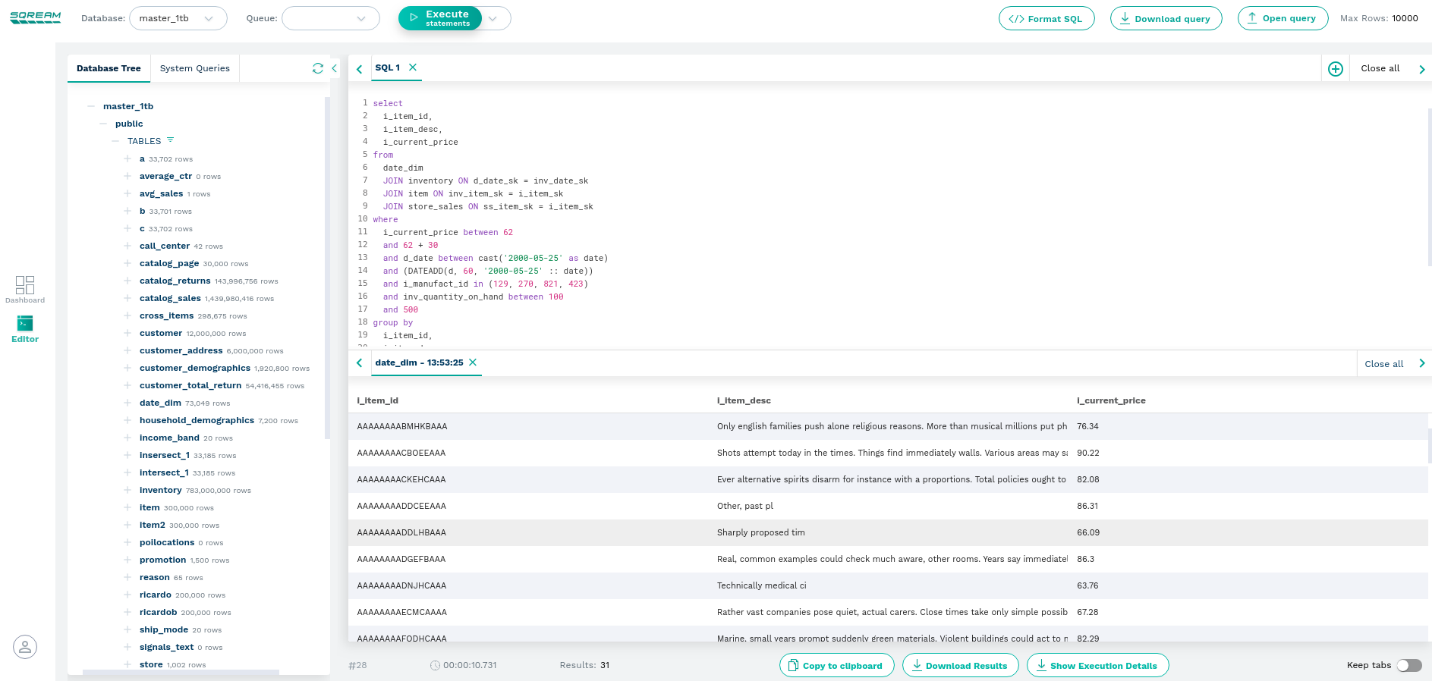 SQREAM
Database: master_1tb Queue: Execute statements </> Format SQL Download query Open query Max Rows: 10000
Database Tree System Queries
master_1tb
public
TABLES
a 33,702 rows
average_ctr 0 rows
avg_sales 1 rows
b 33,701 rows
c 33,702 rows
call_center 42 rows
catalog_page 30,000 rows
catalog_returns 143,996,756 rows
catalog_sales 1,439,980,416 rows
cross_items 298,675 rows
customer 12,000,000 rows
customer_address 6,000,000 rows
customer_demographics 1,920,800 rows
customer_total_return 54,416,455 rows
date_dim 73,049 rows
household_demographics 7,200 rows
income_band 20 rows
insersect_1 33,185 rows
intersect_1 33,185 rows
inventory 783,000,000 rows
item 300,000 rows
item2 300,000 rows
poilocations 0 rows
promotion 1,500 rows
reason 65 rows
ricardo 200,000 rows
ricardob 200,000 rows
ship_mode 20 rows
signals_text 0 rows
store 1,002 rows
Dashboard
Editor
SQL 1 Close all
1 select
2 i_item_id,
3 i_item_desc,
4 i_current_price
5 from
6 date_dim
7 JOIN inventory ON d_date_sk = inv_date_sk
8 JOIN item ON inv_item_sk = i_item_sk
9 JOIN store_sales ON ss_item_sk = i_item_sk
10 where
11 i_current_price between 62
12 and 62 + 30
13 and d_date between cast('2000-05-25' as date)
14 and (DATEADD(d, 60, '2000-05-25' :: date))
15 and i_manufact_id in (129, 270, 821, 423)
16 and inv_quantity_on_hand between 100
17 and 500
18 group by
19 i_item_id,
date_dim - 13:53:25 Close all
i_item_id i_item_desc i_current_price
AAAAAAAABMHKBAAA Only english families push alone religious reasons. More than musical millions put ph 76.34
AAAAAAAACBOEEAAA Shots attempt today in the times. Things find immediately walls. Various areas may sa 90.22
AAAAAAAACKEHCAAA Ever alternative spirits disarm for instance with a proportions. Total policies ought to 82.08
AAAAAAAADDCEEAAA Other, past pl 86.31
AAAAAAAADDLHBAAA Sharply proposed tim 66.09
AAAAAAAADGEFBAAA Real, common examples could check much aware, other rooms. Years say immediatel 86.3
AAAAAAAADNJHCAAA Technically medical ci 63.76
AAAAAAAAECMCAAAA Rather vast companies pose quiet, actual carers. Close times take only simple possib 67.28
AAAAAAAAFODHCAAA Marine, small years prompt suddenly green materials. Violent buildings could act to n 82.29
#28 00:00:10.731 Results: 31 Copy to clipboard Download Results Show Execution Details Keep tabs